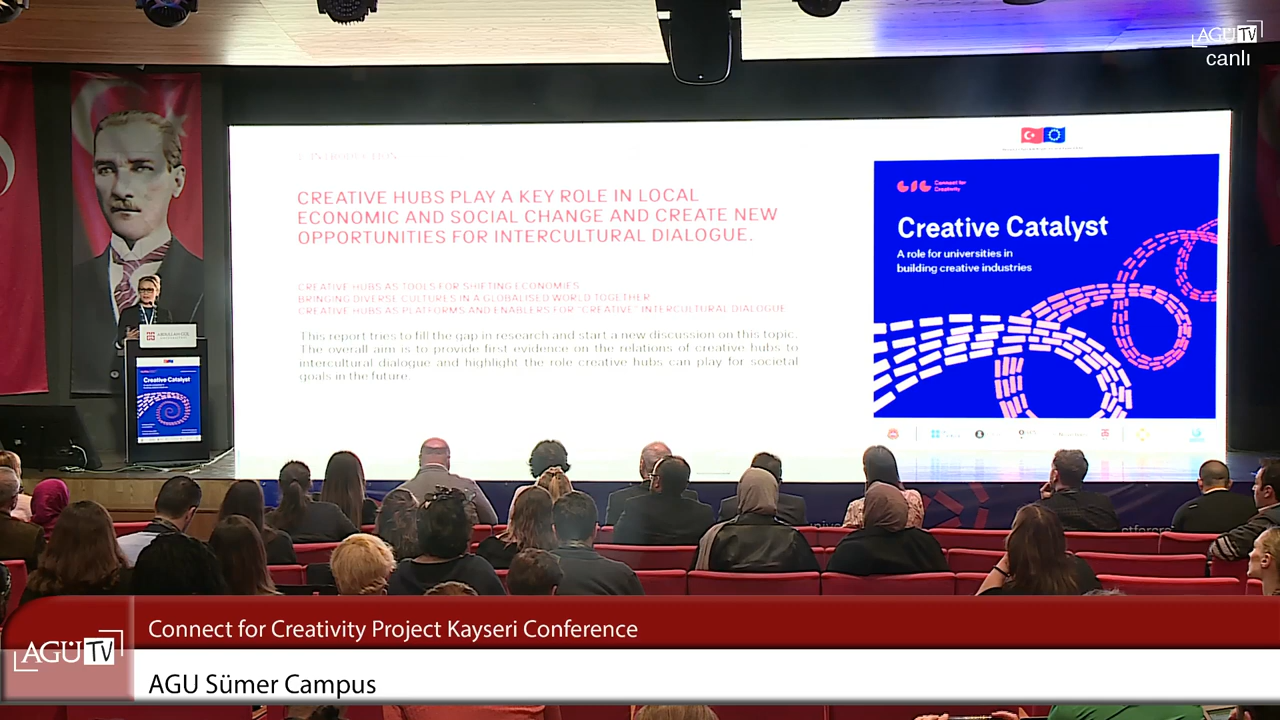 AGÜ TV
canlı
1. INTRODUCTION
CREATIVE HUBS PLAY A KEY ROLE IN LOCAL
ECONOMIC AND SOCIAL CHANGE AND CREATE NEW
OPPORTUNITIES FOR INTERCULTURAL DIALOGUE.
CREATIVE HUBS AS TOOLS FOR SHIFTING ECONOMIES
BRINGING DIVERSE CULTURES IN A GLOBALISED WORLD TOGETHER
CREATIVE HUBS AS PLATFORMS AND ENABLERS FOR "CREATIVE" INTERCULTURAL DIALOGUE
This report tries to fill the gap in research and start a new discussion on this topic.
The overall aim is to provide first evidence on the relations of creative hubs to
intercultural dialogue and highlight the role creative hubs can play for societal
goals in the future.
Connect for
Creativity
Creative Catalyst
A role for universities in
building creative industries
Creative Catalyst
Connect for Creativity Project Kayseri Conference
AGÜ TV
AGU Sümer Campus